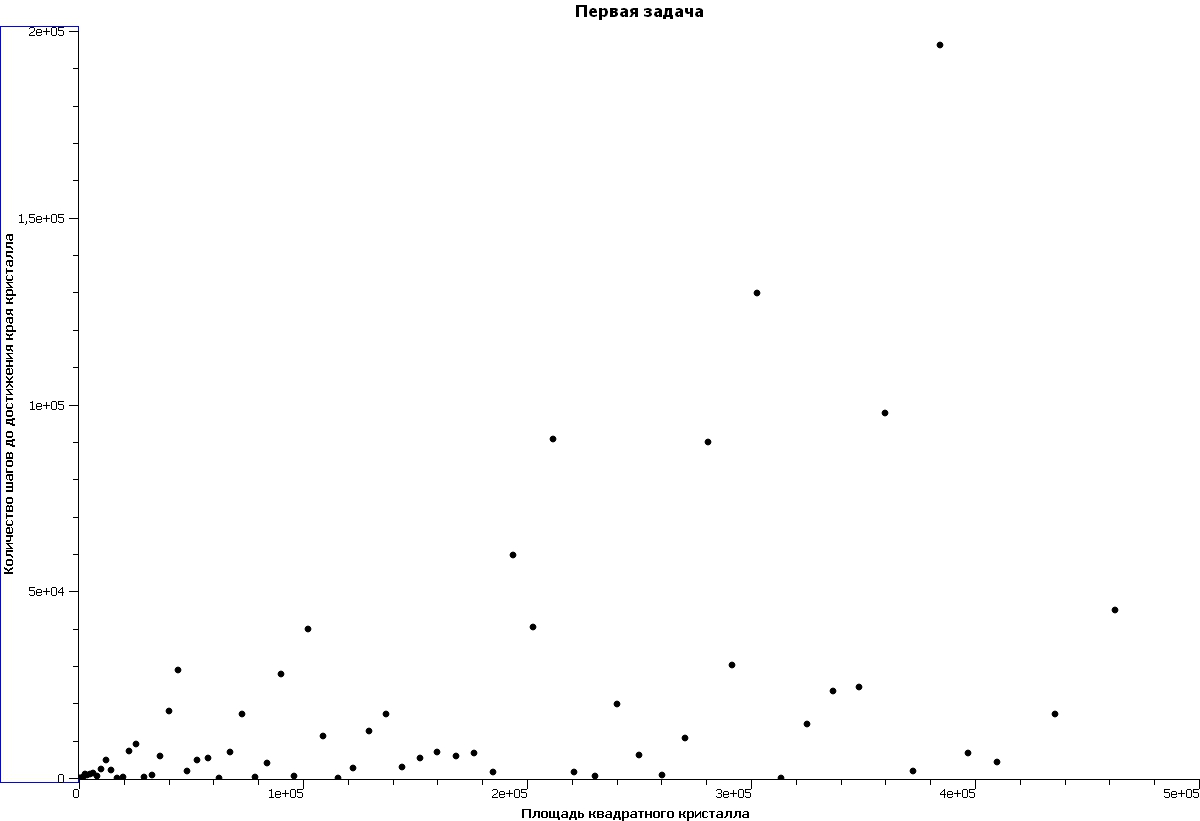 Первая задача
Количество шагов до достижения края кристалла
2e+05
1,5e+05
1e+05
5e+04
0
0
1e+05
2e+05
3e+05
4e+05
5e+05
Площадь квадратного кристалла